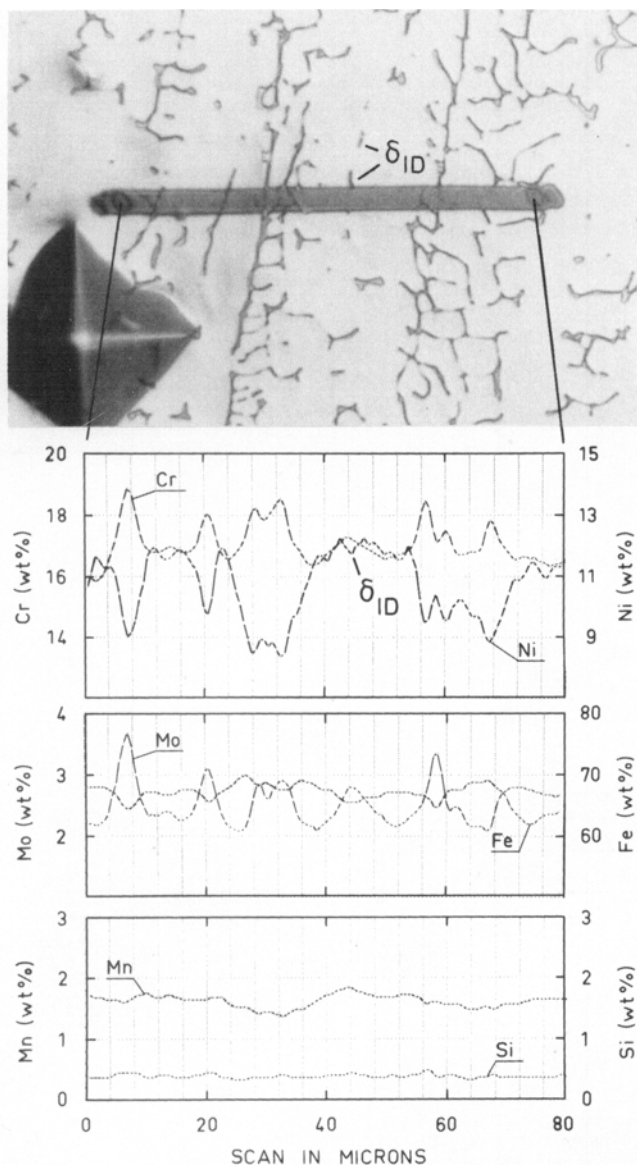 δID
20
18
16
14
Cr (wt%)
15
13
11
9
Ni (wt%)
Cr
δID
Ni
4
3
2
Mo (wt%)
80
70
60
Fe (wt%)
Mo
Fe
3
2
1
0
Mn (wt%)
3
2
1
0
Si (wt%)
Mn
Si
0 20 40 60 80
SCAN IN MICRONS